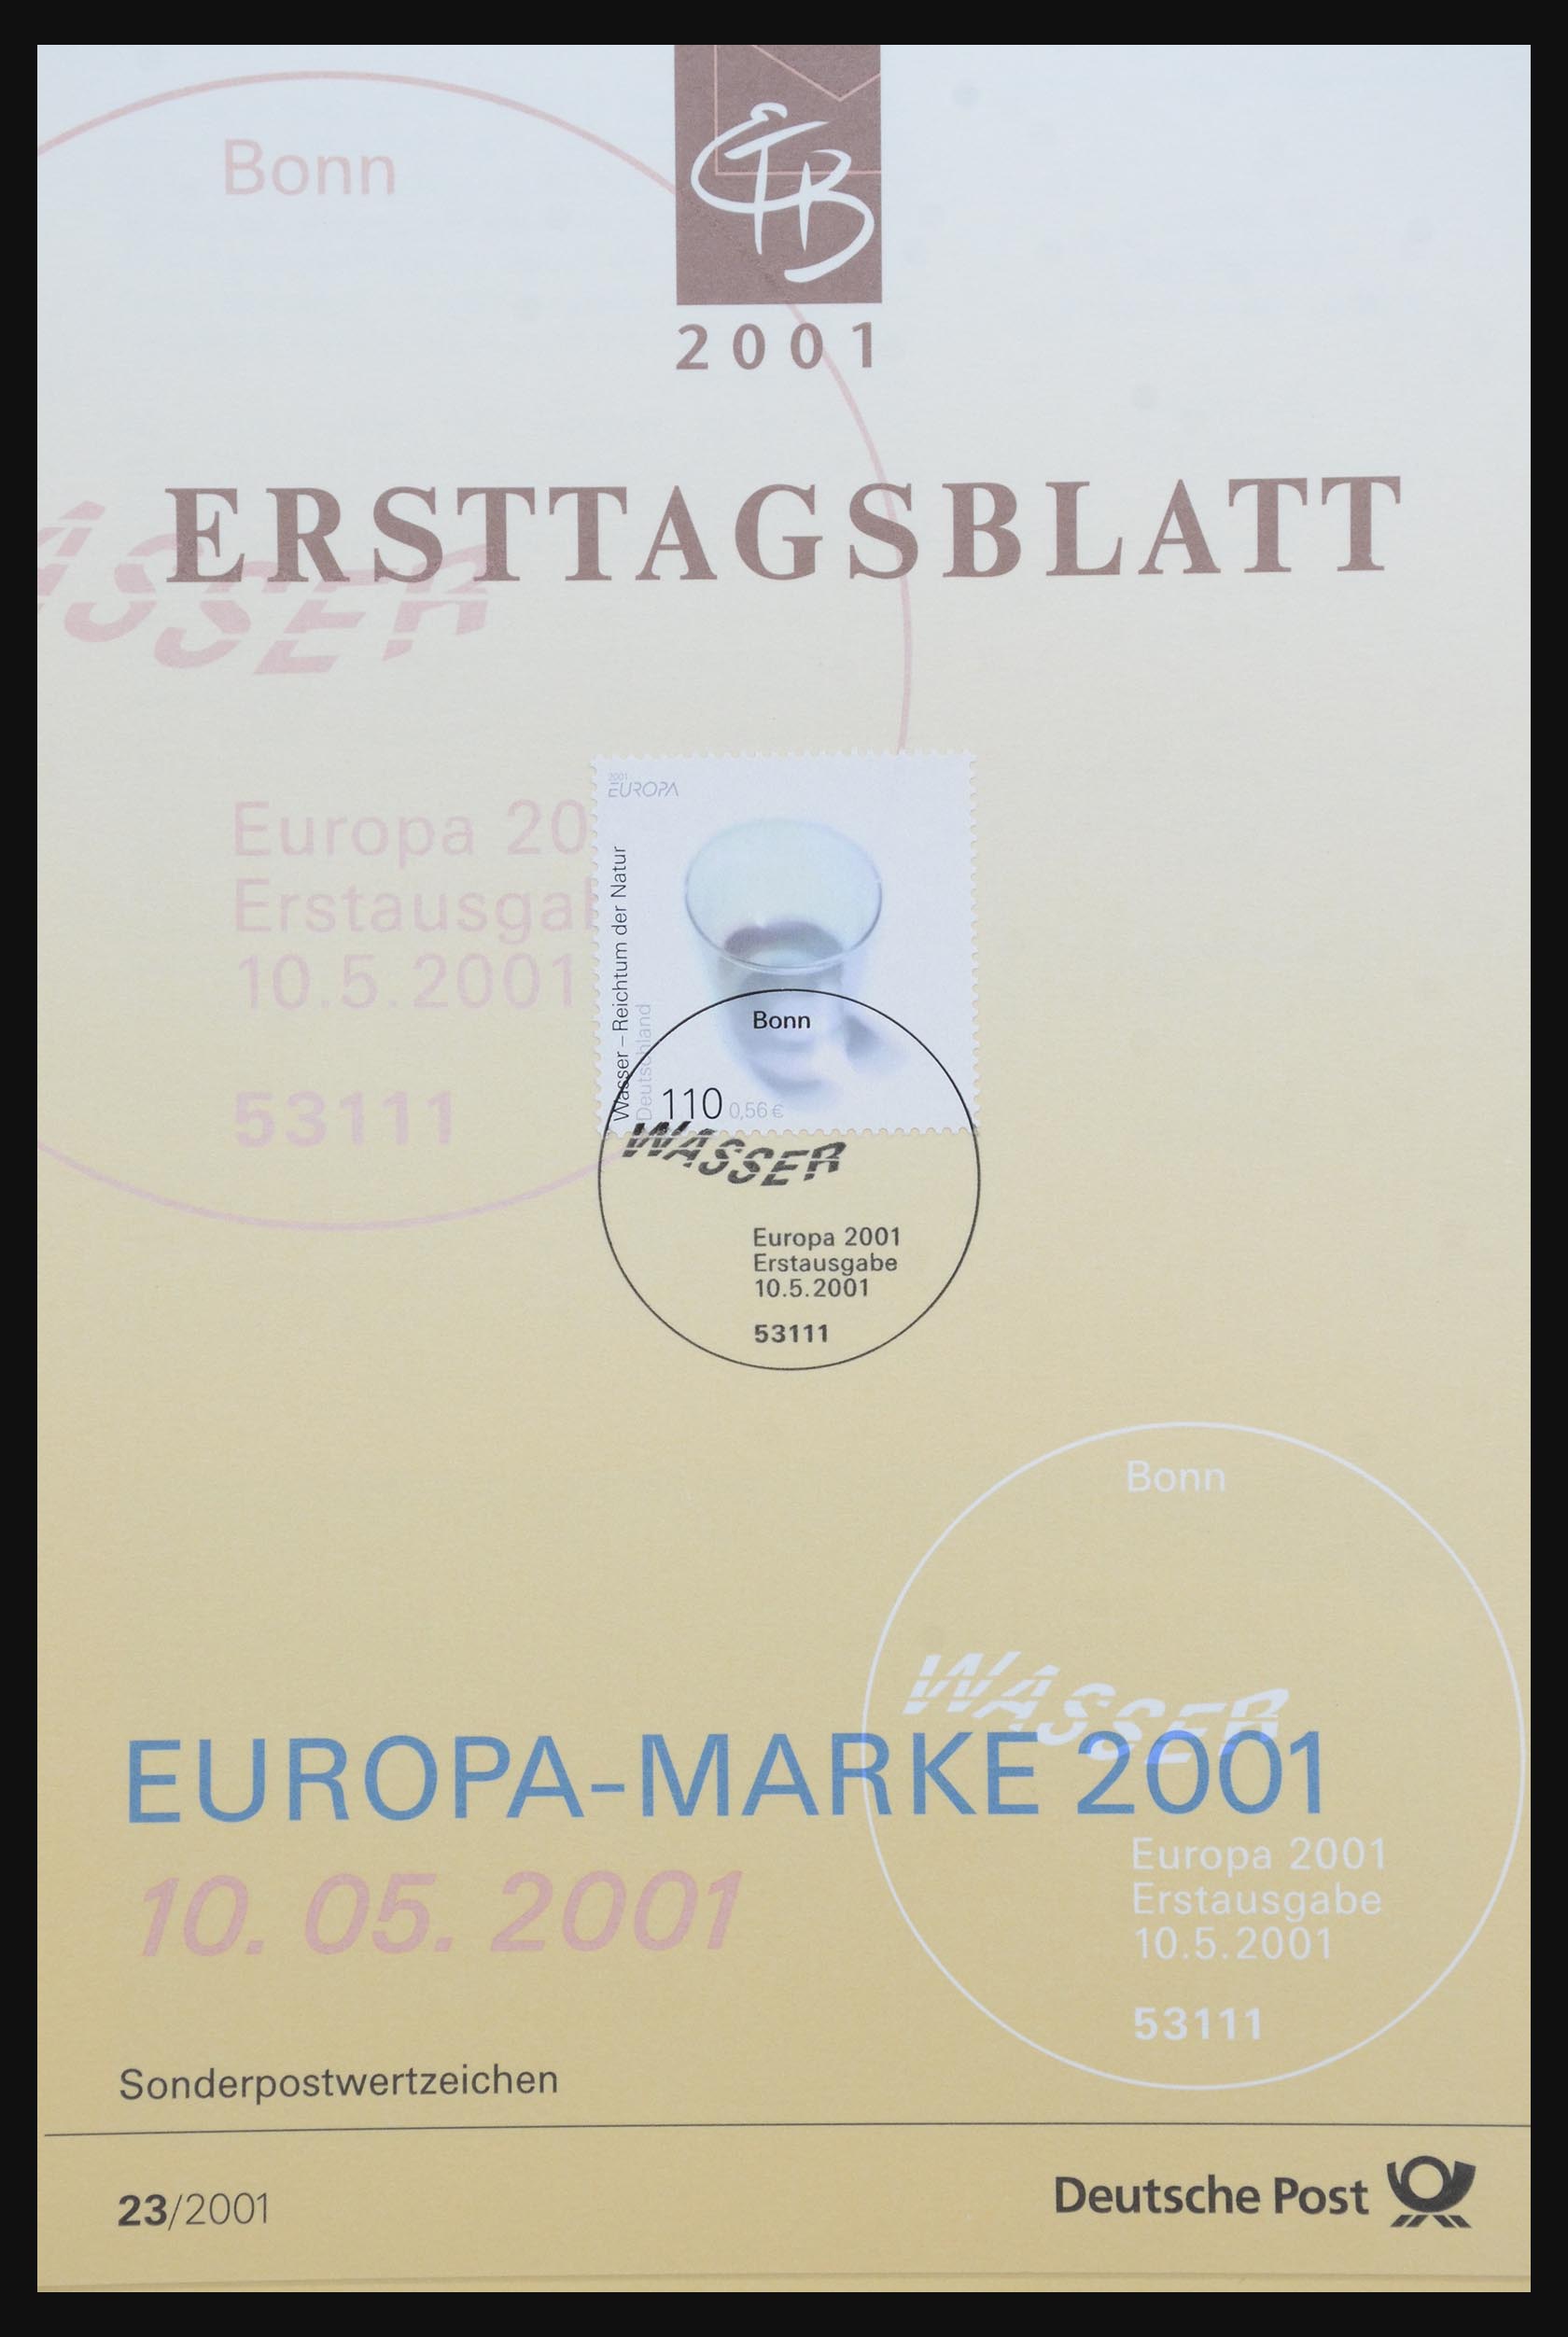 Bonn
ETB
2001
ERSTTAGSBLATT
ASSER
Europa 20
Erstausgab
10.5.2001
53111
2001
EUROPA
Wasser – Reichtum der Natur
Deutschland
110 0,56 €
Bonn
WASSER
Europa 2001
Erstausgabe
10.5.2001
53111
Bonn
WASSER
EUROPA-MARKE 2001
10. 05. 2001
Europa 2001
Erstausgabe
10.5.2001
53111
Sonderpostwertzeichen
23/2001
Deutsche Post